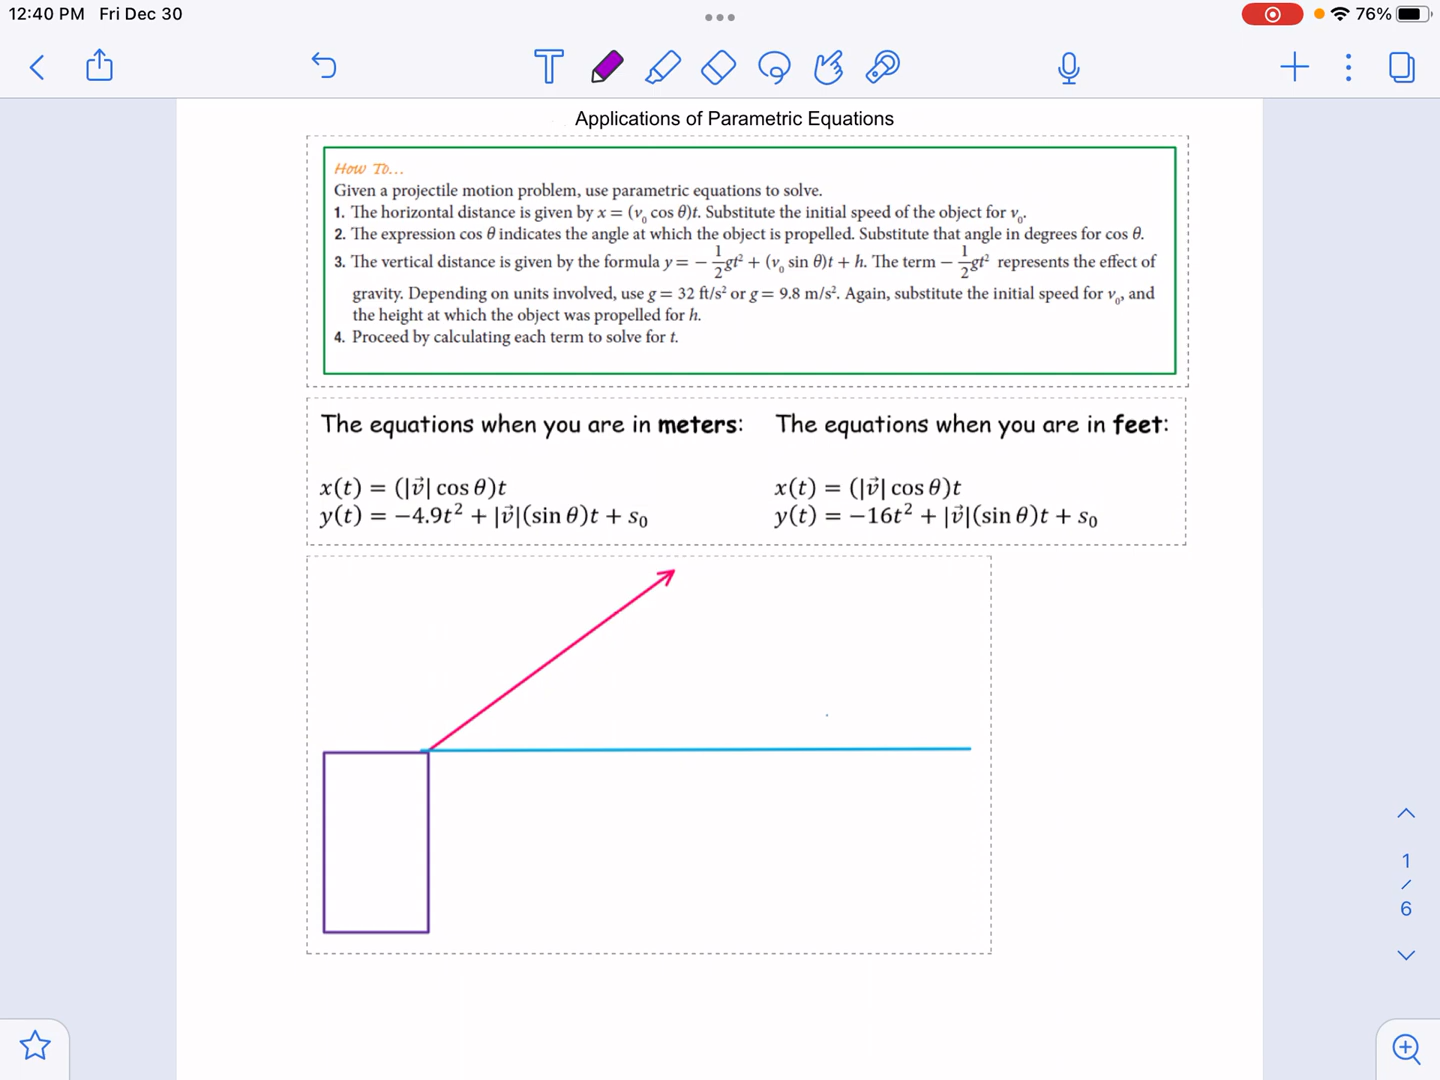 12:40 PM Fri Dec 30
76%
Applications of Parametric Equations
How To...
Given a projectile motion problem, use parametric equations to solve.
1. The horizontal distance is given by x = (v₀ cos θ)t. Substitute the initial speed of the object for v₀.
2. The expression cos θ indicates the angle at which the object is propelled. Substitute that angle in degrees for cos θ.
3. The vertical distance is given by the formula y = − 1/2 gt² + (v₀ sin θ)t + h. The term − 1/2 gt² represents the effect of
gravity. Depending on units involved, use g = 32 ft/s² or g = 9.8 m/s². Again, substitute the initial speed for v₀, and
the height at which the object was propelled for h.
4. Proceed by calculating each term to solve for t.
The equations when you are in meters:
x(t) = (|v⃗| cos θ)t
y(t) = −4.9t² + |v⃗|(sin θ)t + s₀
The equations when you are in feet:
x(t) = (|v⃗| cos θ)t
y(t) = −16t² + |v⃗|(sin θ)t + s₀
1
/
6